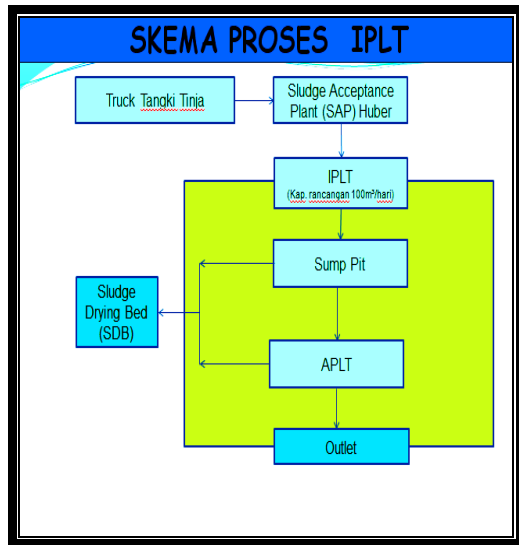 SKEMA PROSES IPLT
Truck Tangki Tinja
Sludge Acceptance
Plant (SAP) Huber
IPLT
(Kap. rancangan 100m³/hari)
Sump Pit
Sludge
Drying Bed
(SDB)
APLT
Outlet